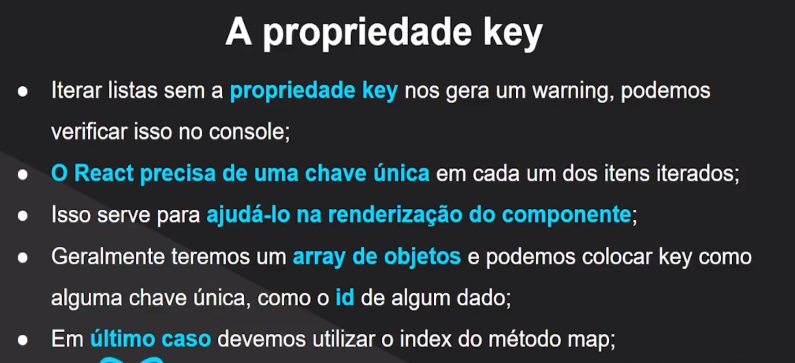 A propriedade key
● Iterar listas sem a propriedade key nos gera um warning, podemos
verificar isso no console;
● O React precisa de uma chave única em cada um dos itens iterados;
● Isso serve para ajudá-lo na renderização do componente;
● Geralmente teremos um array de objetos e podemos colocar key como
alguma chave única, como o id de algum dado;
● Em último caso devemos utilizar o index do método map;